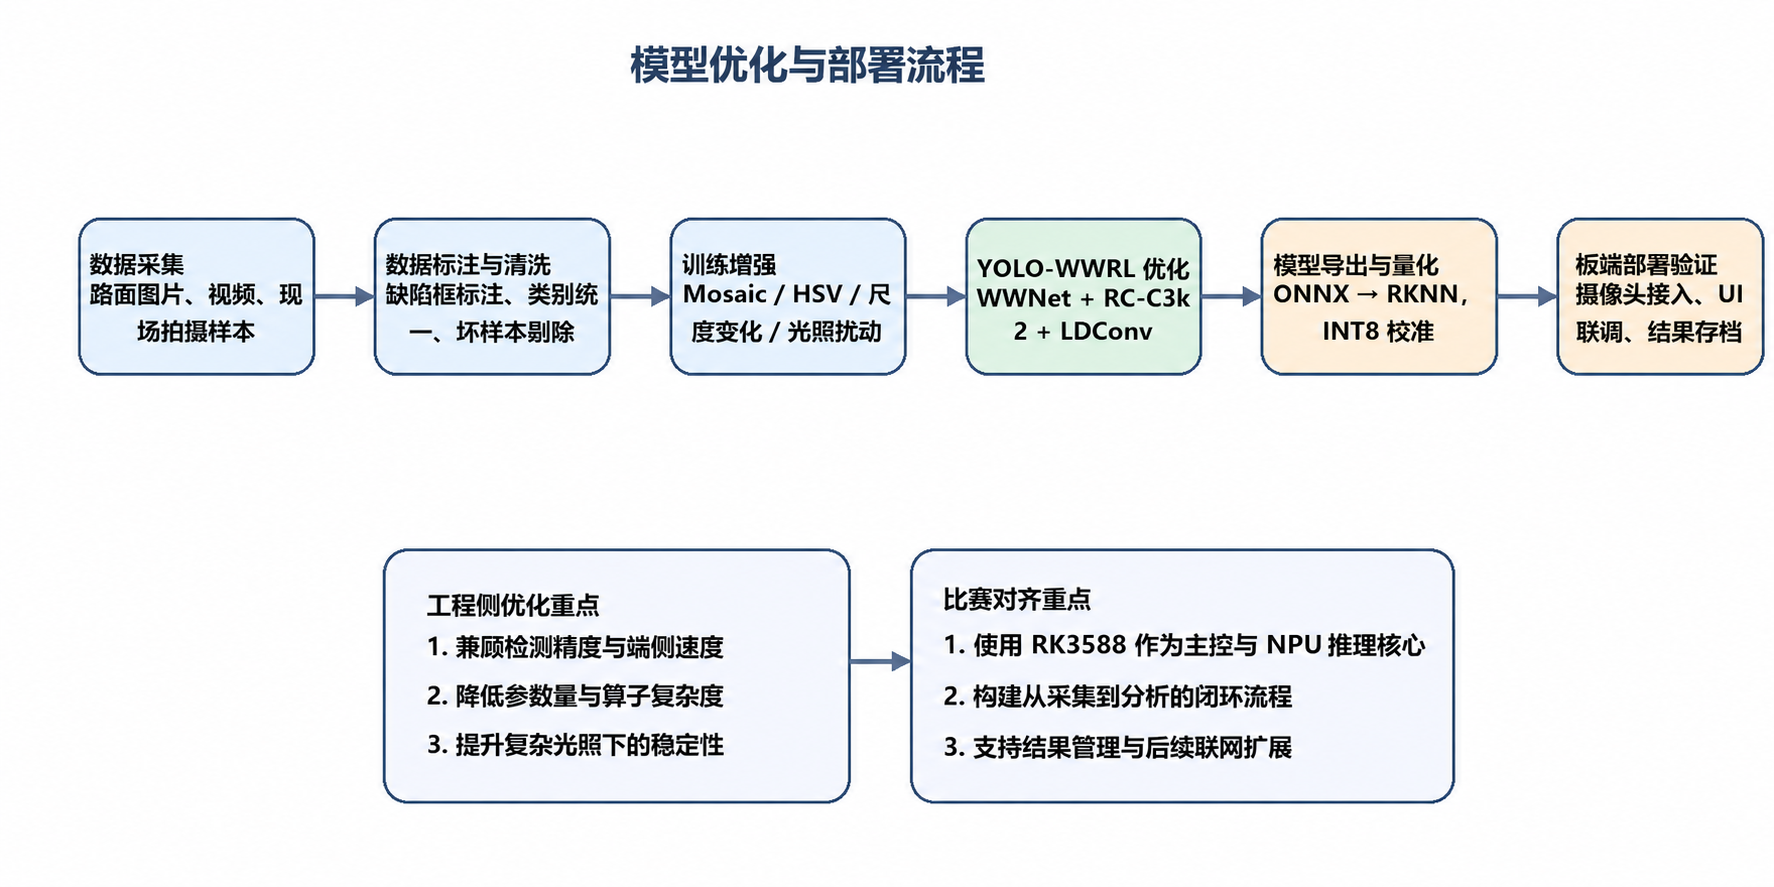 模型优化与部署流程
数据采集
路面图片、视频、现
场拍摄样本
数据标注与清洗
缺陷框标注、类别统
一、坏样本剔除
训练增强
Mosaic / HSV / 尺
度变化 / 光照扰动
YOLO-WWRL 优化
WWNet + RC-C3k
2 + LDConv
模型导出与量化
ONNX → RKNN，
INT8 校准
板端部署验证
摄像头接入、UI
联调、结果存档
工程侧优化重点
1. 兼顾检测精度与端侧速度
2. 降低参数量与算子复杂度
3. 提升复杂光照下的稳定性
比赛对齐重点
1. 使用 RK3588 作为主控与 NPU 推理核心
2. 构建从采集到分析的闭环流程
3. 支持结果管理与后续联网扩展